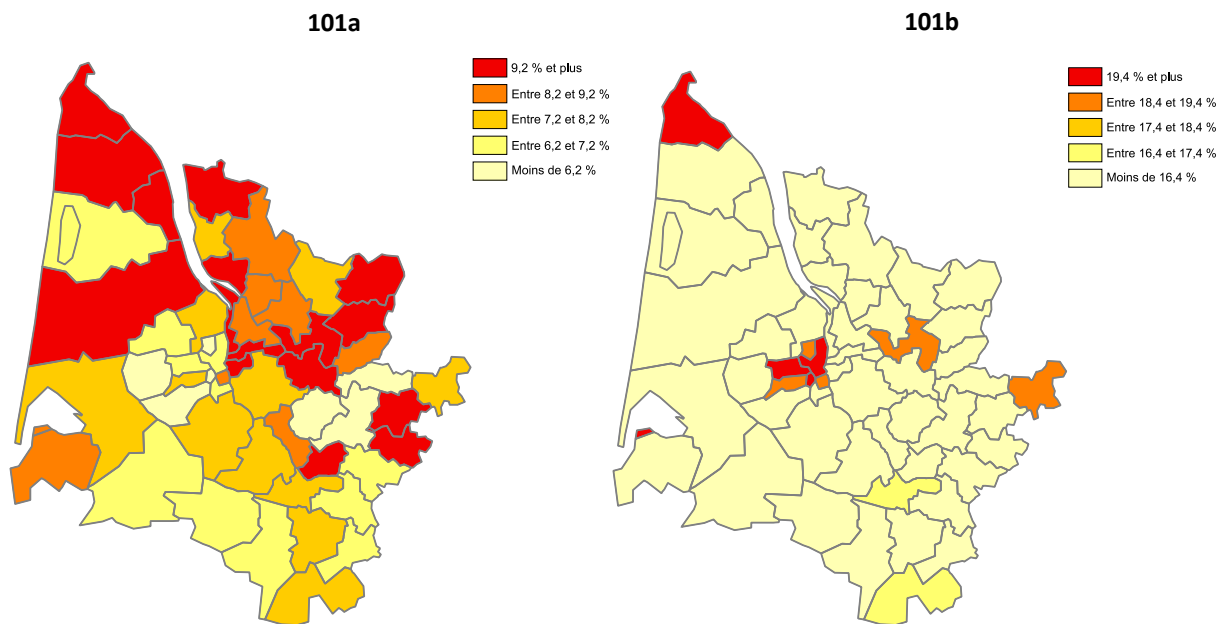 101a
9,2 % et plus
Entre 8,2 et 9,2 %
Entre 7,2 et 8,2 %
Entre 6,2 et 7,2 %
Moins de 6,2 %
101b
19,4 % et plus
Entre 18,4 et 19,4 %
Entre 17,4 et 18,4 %
Entre 16,4 et 17,4 %
Moins de 16,4 %